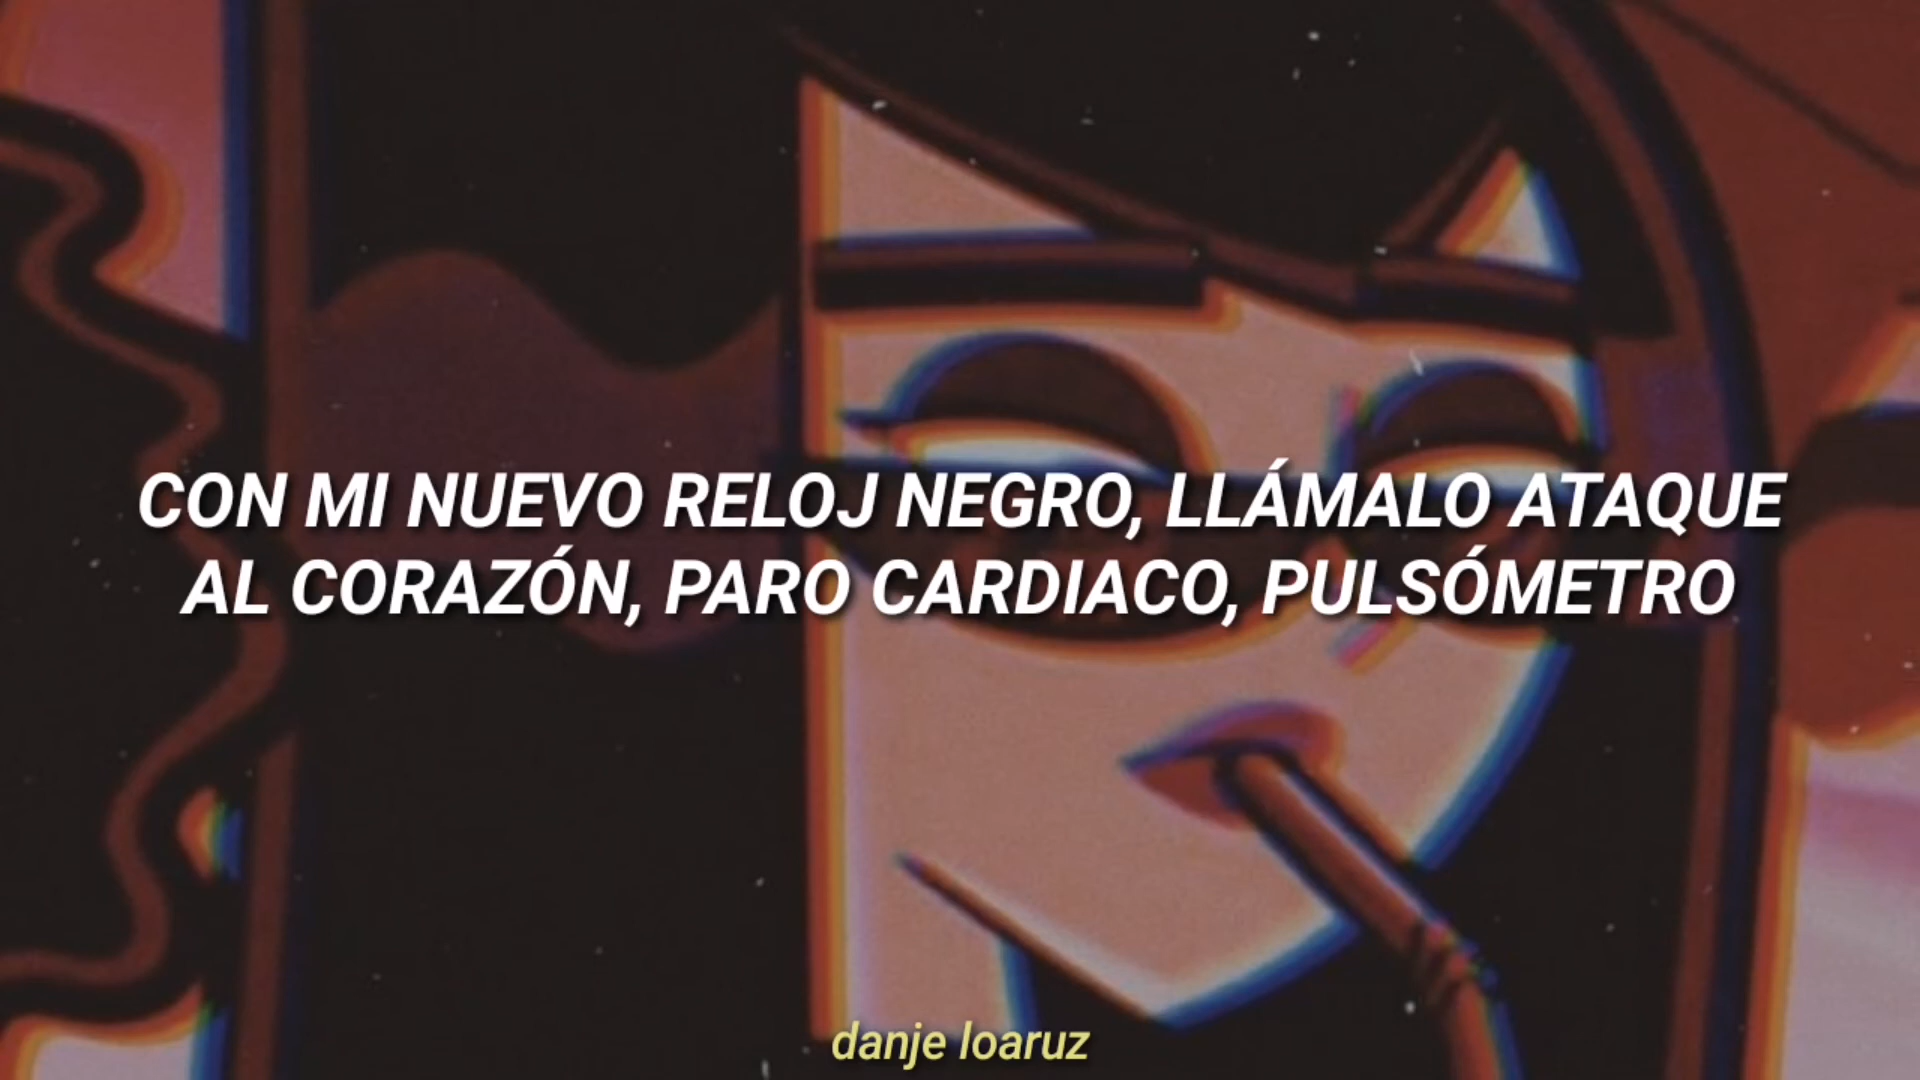 CON MI NUEVO RELOJ NEGRO, LLÁMALO ATAQUE
AL CORAZÓN, PARO CARDIACO, PULSÓMETRO
danje loaruz